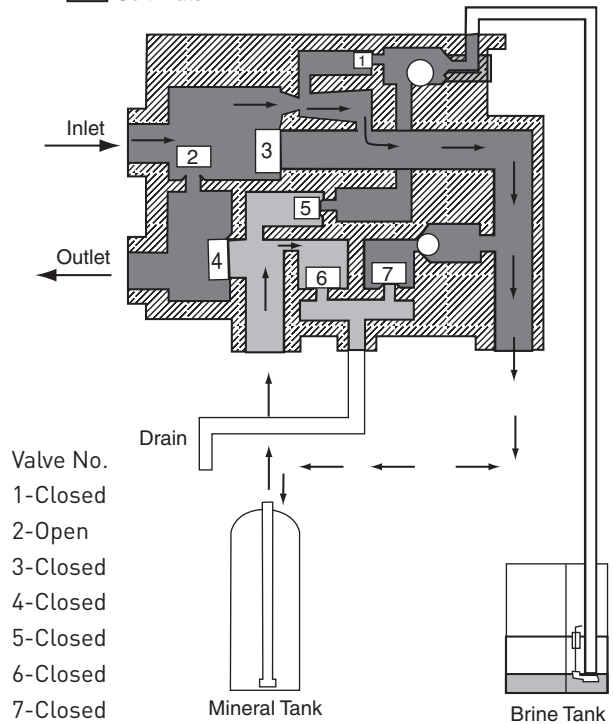 1
Inlet
2
3
5
Outlet
4
6
7
Drain
Valve No.
1-Closed
2-Open
3-Closed
4-Closed
5-Closed
6-Closed
7-Closed
Mineral Tank
Brine Tank